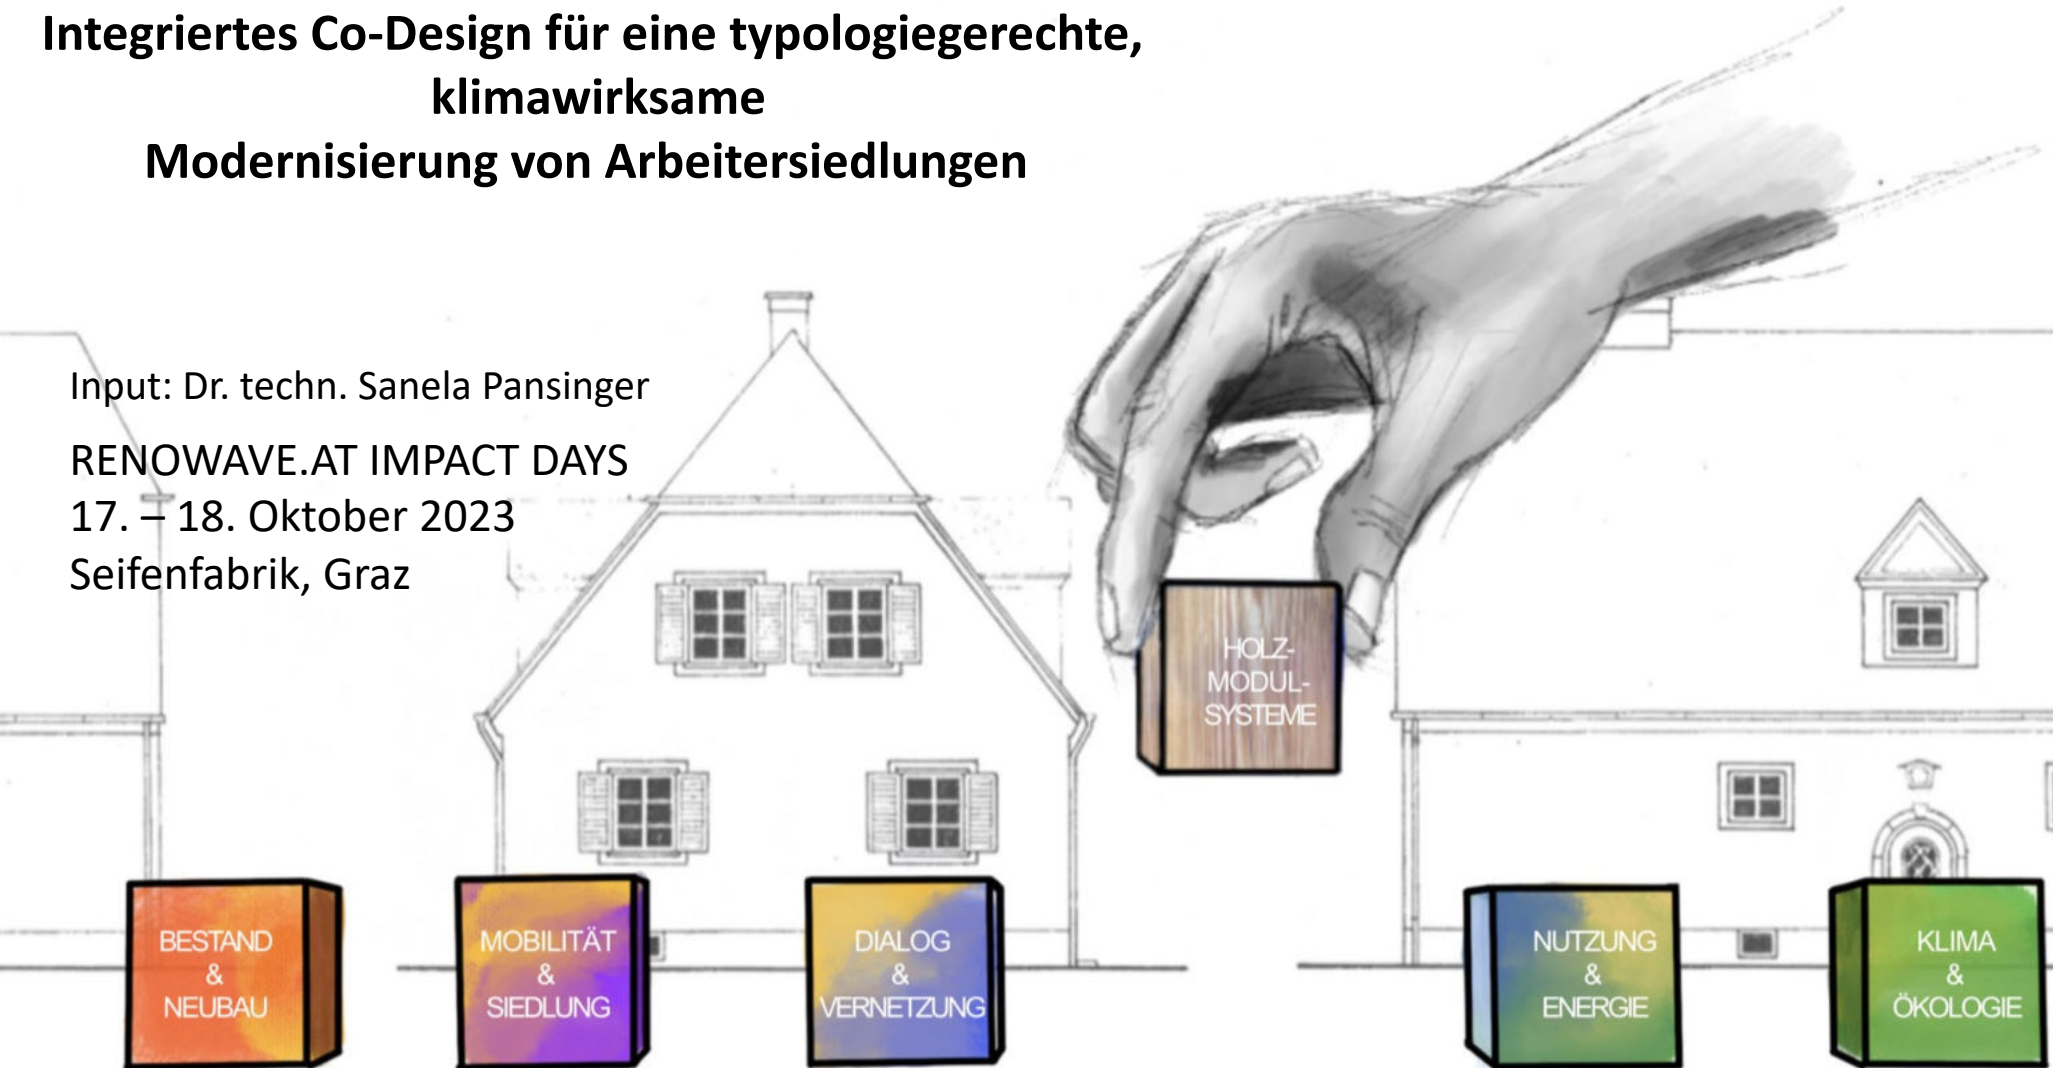 Integriertes Co-Design für eine typologiegerechte,
klimawirksame
Modernisierung von Arbeitersiedlungen
Input: Dr. techn. Sanela Pansinger
RENOWAVE.AT IMPACT DAYS
17. – 18. Oktober 2023
Seifenfabrik, Graz
HOLZ-
MODUL-
SYSTEME
BESTAND
&
NEUBAU
MOBILITÄT
&
SIEDLUNG
DIALOG
&
VERNETZUNG
NUTZUNG
&
ENERGIE
KLIMA
&
ÖKOLOGIE